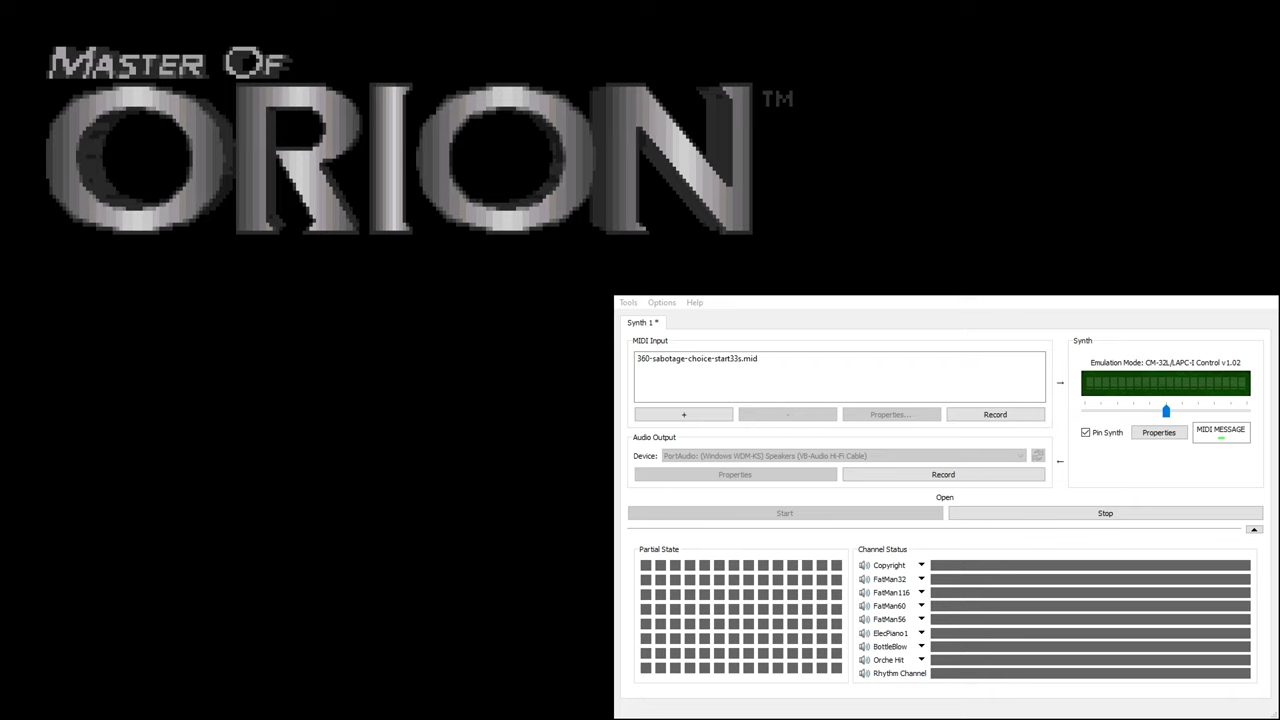 MASTER OF
ORION™
Tools Options Help
Synth 1 *
MIDI Input
360-sabotage-choice-start33s.mid
+ - Properties... Record
Audio Output
Device: PortAudio: (Windows WDM-KS) Speakers (VB-Audio Hi-Fi Cable)
Properties Record
Synth
Emulation Mode: CM-32L/LAPC-I Control v1.02
Pin Synth Properties MIDI MESSAGE
Open
Start Stop
Partial State
Channel Status
Copyright
FatMan32
FatMan116
FatMan60
FatMan56
ElecPiano1
BottleBlow
Orche Hit
Rhythm Channel